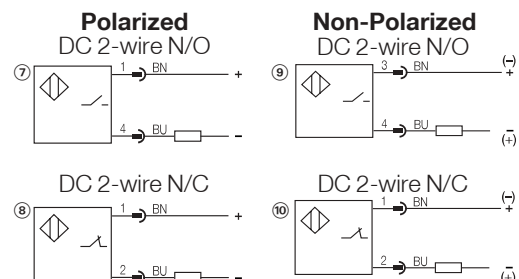 Polarized
DC 2-wire N/O
7
1 BN +
4 BU -
Non-Polarized
DC 2-wire N/O
9
3 BN (-) +
4 BU - (+)
DC 2-wire N/C
8
1 BN +
2 BU -
DC 2-wire N/C
10
1 BN (-) +
2 BU - (+)